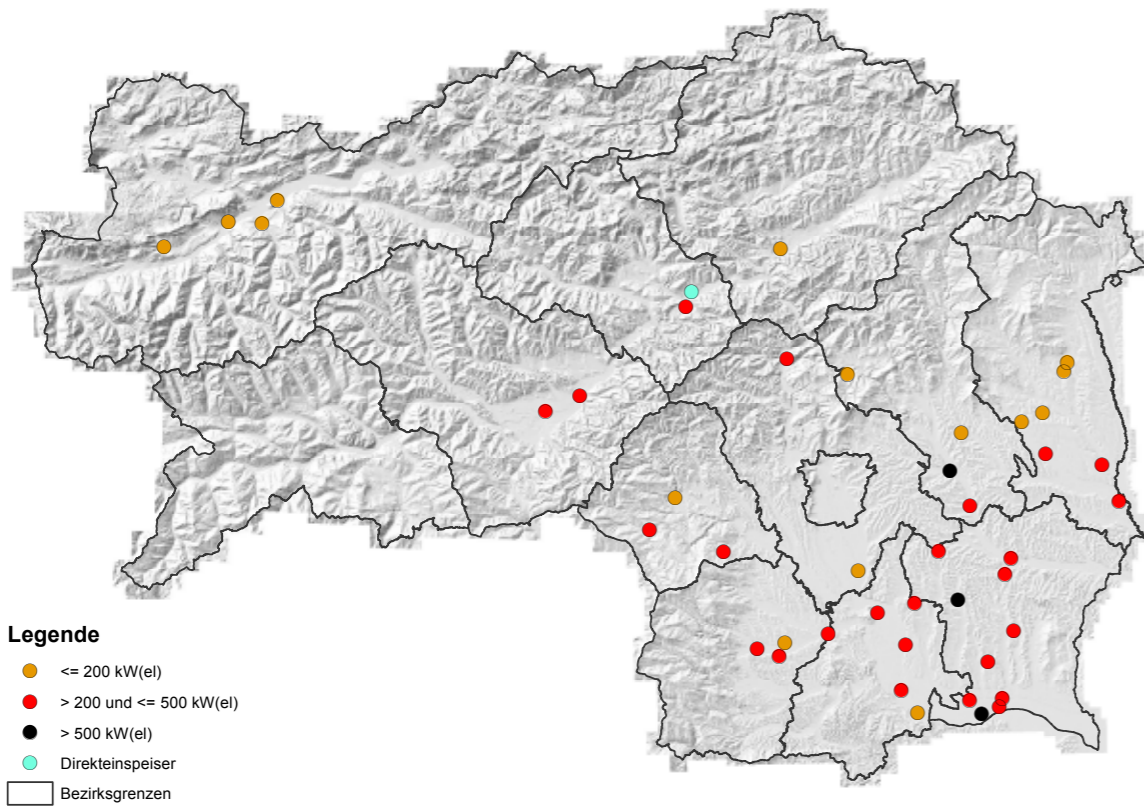 Legende
<= 200 kW(el)
> 200 und <= 500 kW(el)
> 500 kW(el)
Direkteinspeiser
Bezirksgrenzen